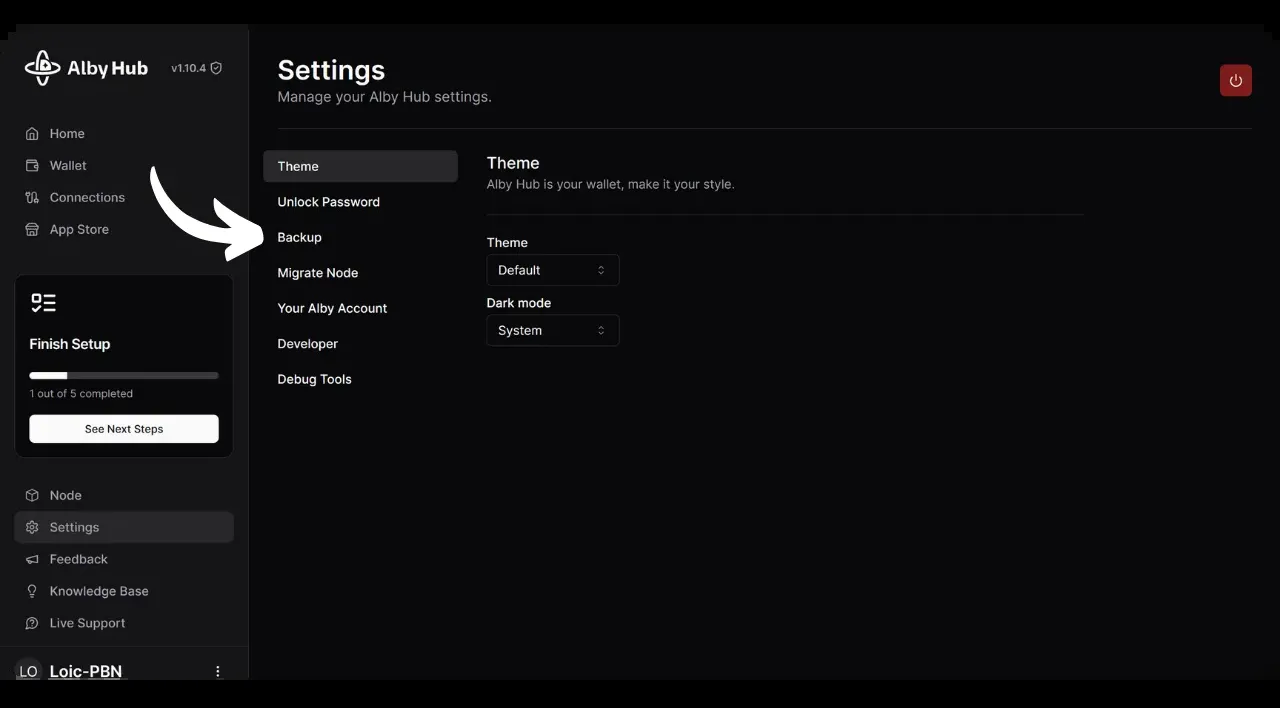 Alby Hub v1.10.4
Home
Wallet
Connections
App Store
Finish Setup
1 out of 5 completed
See Next Steps
Node
Settings
Feedback
Knowledge Base
Live Support
LO Loic-PBN
Settings
Manage your Alby Hub settings.
Theme
Unlock Password
Backup
Migrate Node
Your Alby Account
Developer
Debug Tools
Theme
Alby Hub is your wallet, make it your style.
Theme
Default
Dark mode
System